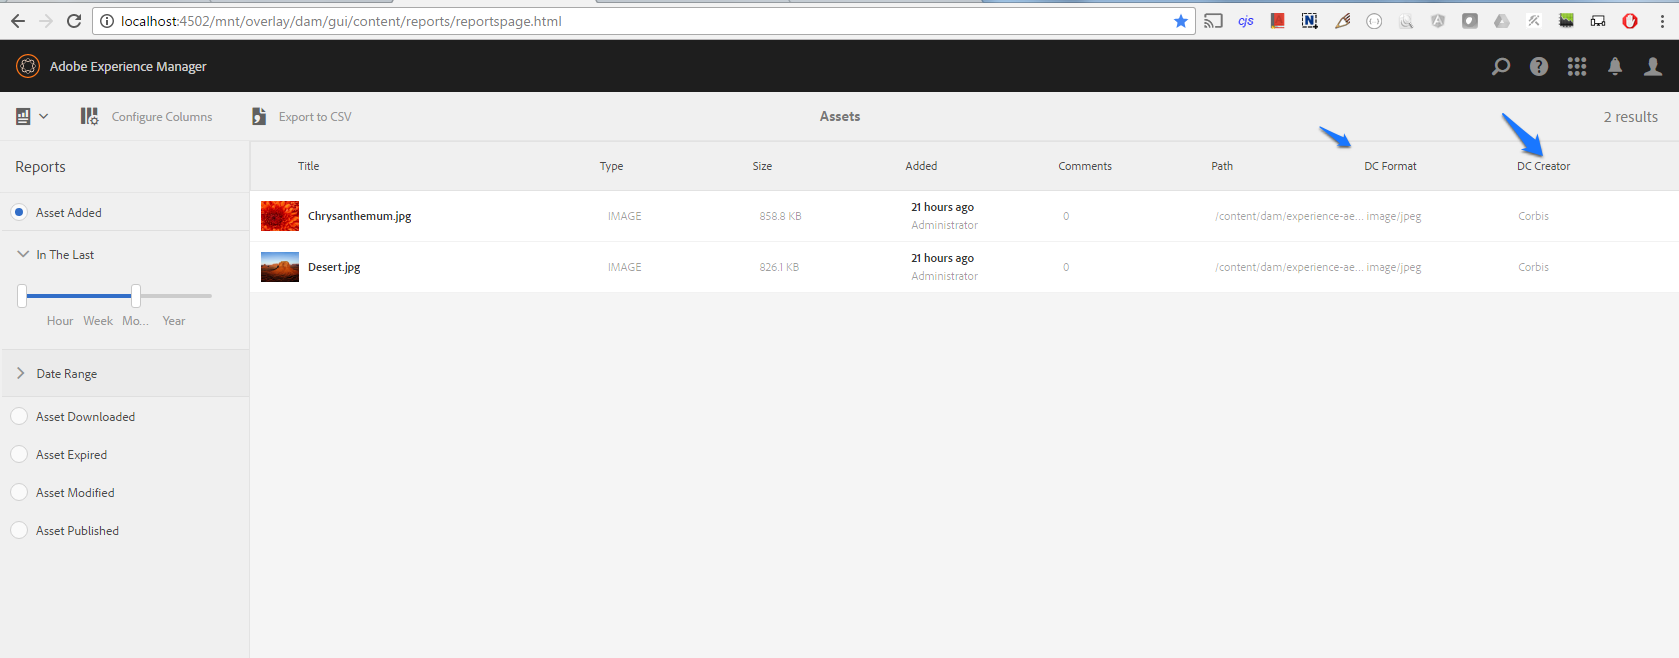 localhost:4502/mnt/overlay/dam/gui/content/reports/reportspage.html
cjs
Adobe Experience Manager
Configure Columns
Export to CSV
Assets
2 results
Reports
Title Type Size Added Comments Path DC Format DC Creator
Asset Added
Chrysanthemum.jpg IMAGE 858.8 KB 21 hours ago 0 /content/dam/experience-ae... image/jpeg Corbis
Administrator
In The Last
Desert.jpg IMAGE 826.1 KB 21 hours ago 0 /content/dam/experience-ae... image/jpeg Corbis
Administrator
Hour Week Mo... Year
Date Range
Asset Downloaded
Asset Expired
Asset Modified
Asset Published